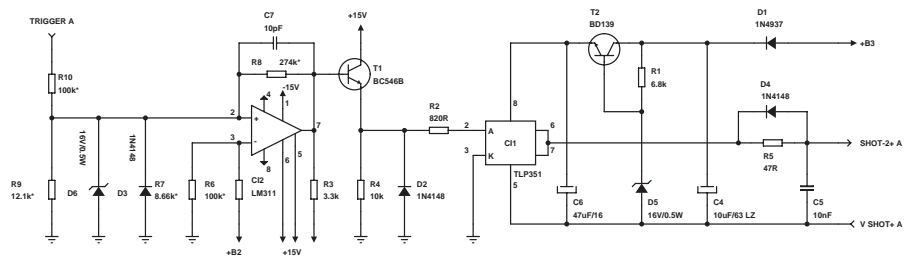 TRIGGER A
R10
100k*
R9
12.1k*
D6
16V/0.5W
D3
1N4148
R7
8.66k*
C7
10pF
R8
274k*
-15V
4
1
2
+
3
-
7
8
6
5
CI2
LM311
R6
100k*
+B2
+15V
R3
3.3k
+15V
T1
BC546B
R4
10k
D2
1N4148
R2
820R
2
A
3
K
CI1
8
6
7
5
TLP351
T2
BD139
R1
6.8k
C6
47uF/16
D5
16V/0.5W
C4
10uF/63 LZ
D1
1N4937
+B3
D4
1N4148
R5
47R
SHOT-2+ A
C5
10nF
V SHOT+ A